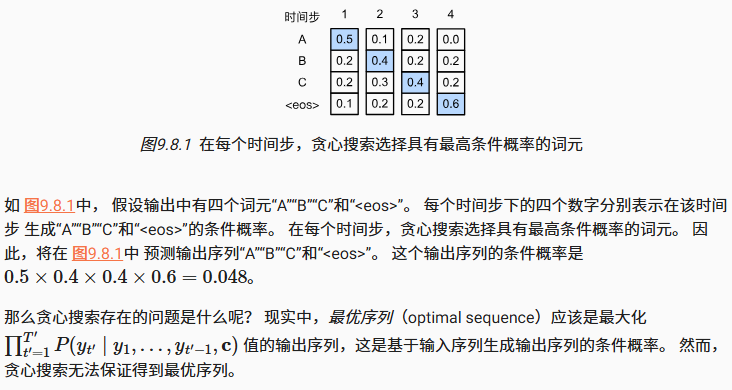 时间步 1 2 3 4
A 0.5 0.1 0.2 0.0
B 0.2 0.4 0.2 0.2
C 0.2 0.3 0.4 0.2
<eos> 0.1 0.2 0.2 0.6
图9.8.1 在每个时间步，贪心搜索选择具有最高条件概率的词元
如 图9.8.1中， 假设输出中有四个词元“A”“B”“C”和“<eos>”。 每个时间步下的四个数字分别表示在该时间
步 生成“A”“B”“C”和“<eos>”的条件概率。 在每个时间步，贪心搜索选择具有最高条件概率的词元。 因
此，将在 图9.8.1中 预测输出序列“A”“B”“C”和“<eos>”。 这个输出序列的条件概率是
0.5 × 0.4 × 0.4 × 0.6 = 0.048。
那么贪心搜索存在的问题是什么呢？ 现实中，最优序列（optimal sequence）应该是最大化
∏_{t′=1}^{T′} P(y_{t′} ∣ y_1, . . . , y_{t′−1}, c) 值的输出序列，这是基于输入序列生成输出序列的条件概率。 然而，
贪心搜索无法保证得到最优序列。